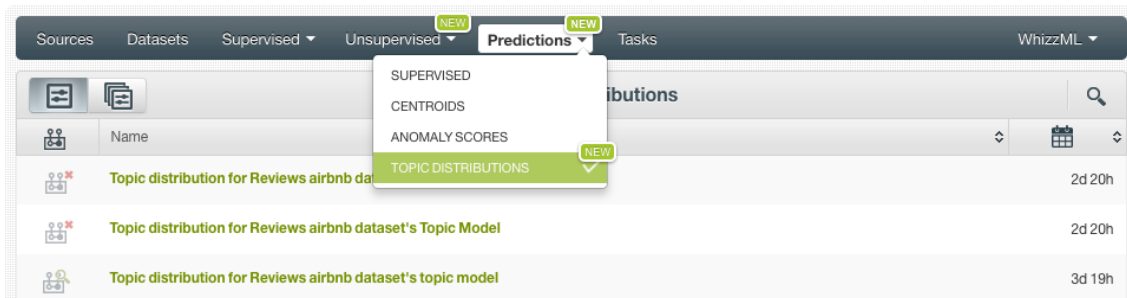 NEW NEW
Sources Datasets Supervised Unsupervised Predictions Tasks WhizzML
SUPERVISED
ibutions
CENTROIDS
Name
ANOMALY SCORES
NEW
TOPIC DISTRIBUTIONS
Topic distribution for Reviews airbnb da 2d 20h
Topic distribution for Reviews airbnb dataset's Topic Model 2d 20h
Topic distribution for Reviews airbnb dataset's topic model 3d 19h